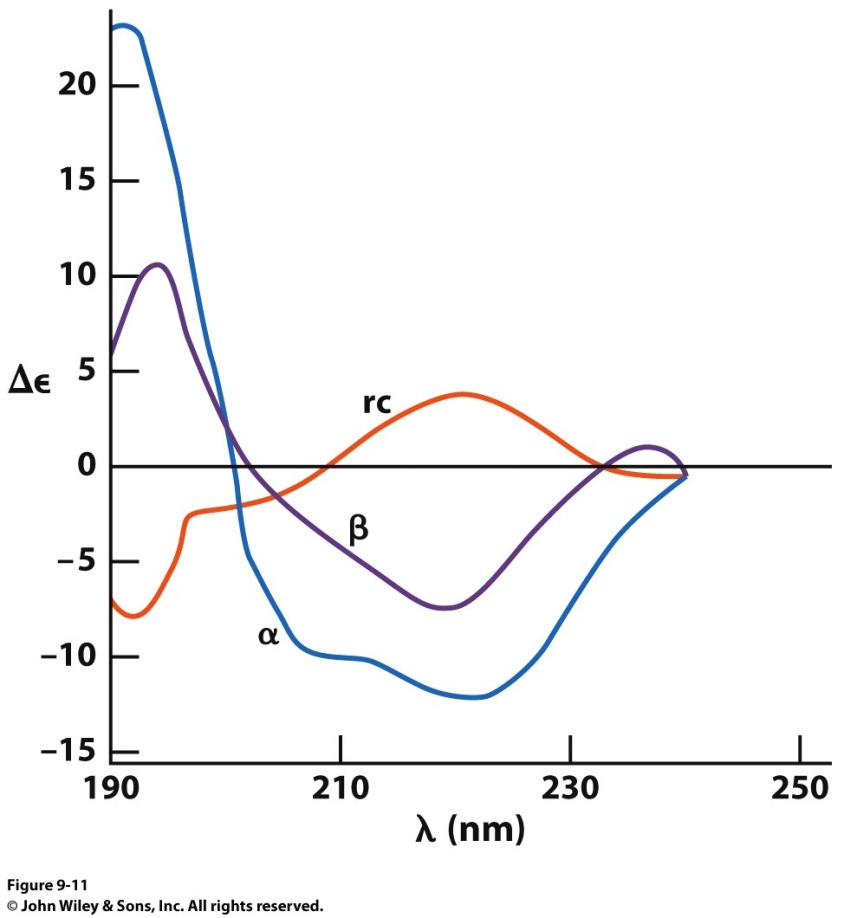 20
15
10
5
0
−5
−10
−15
Δϵ
rc
β
α
190 210 230 250
λ (nm)
Figure 9-11
© John Wiley & Sons, Inc. All rights reserved.